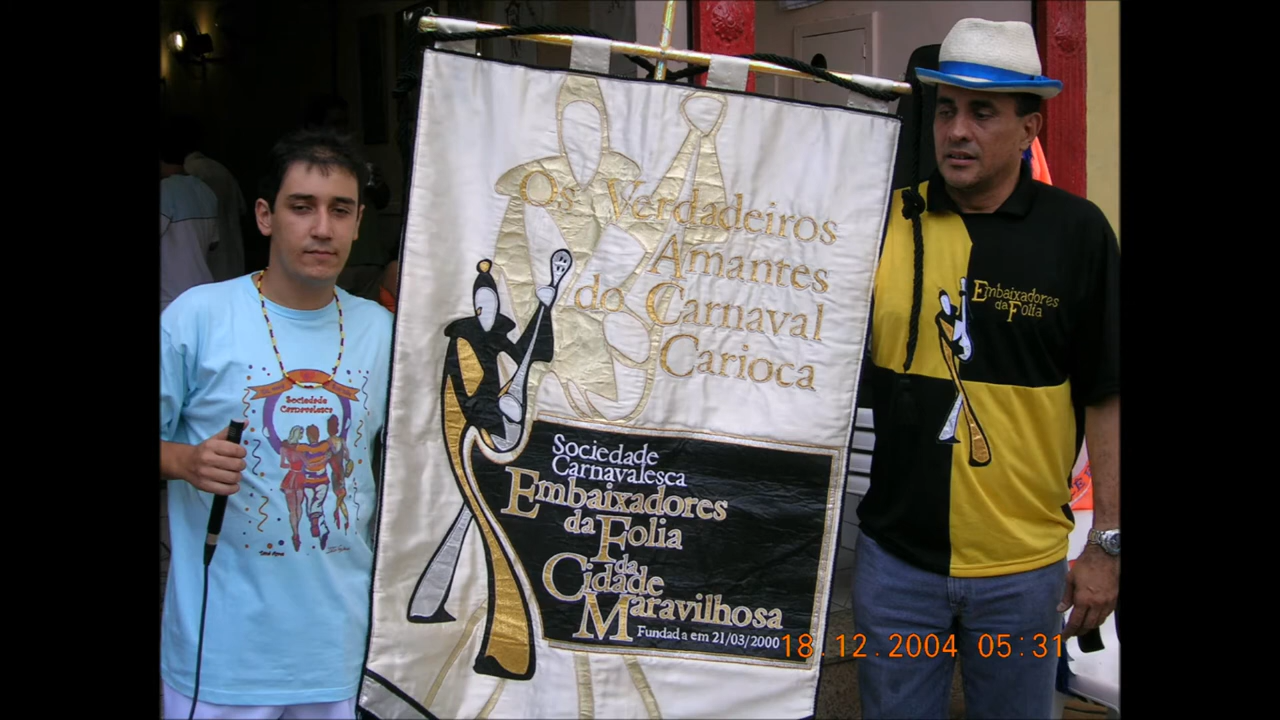 Os Verdadeiros
Amantes
do Carnaval
Carioca
Sociedade
Carnavalesca
Embaixadores
da Folia
da
Cidade
Maravilhosa
Fundada em 21/03/2000
Embaixadores
da Folia
Sociedade
Carnavalesca
18.12.2004 05:31